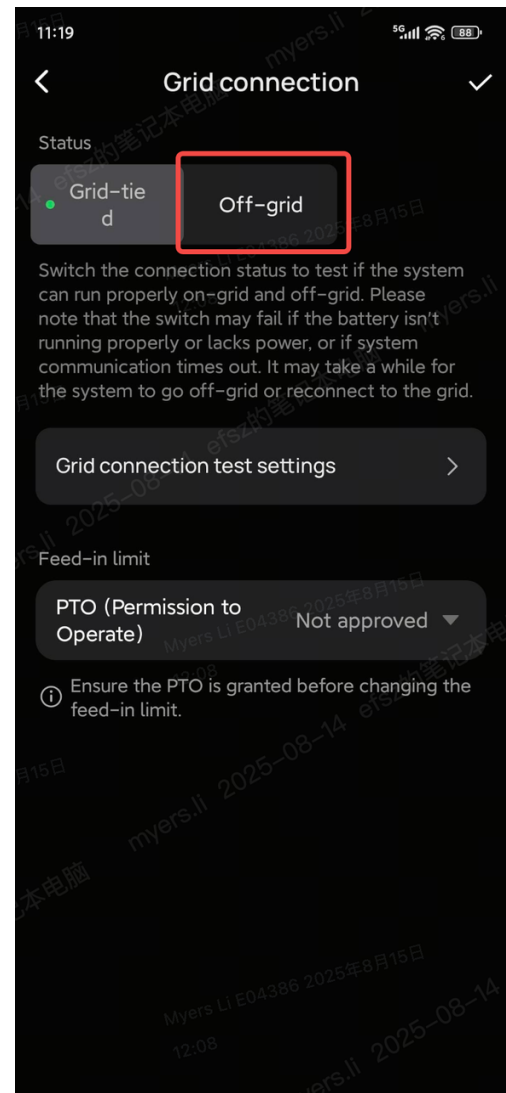 11:19
5G 88
Grid connection
Status
Grid-tie
d
Off-grid
Switch the connection status to test if the system
can run properly on-grid and off-grid. Please
note that the switch may fail if the battery isn't
running properly or lacks power, or if system
communication times out. It may take a while for
the system to go off-grid or reconnect to the grid.
Grid connection test settings
Feed-in limit
PTO (Permission to
Operate)
Not approved
Ensure the PTO is granted before changing the
feed-in limit.
myers.li 2025-08-14
efsz的笔记本电脑
Myers Li E04386 2025年8月15日
12:08